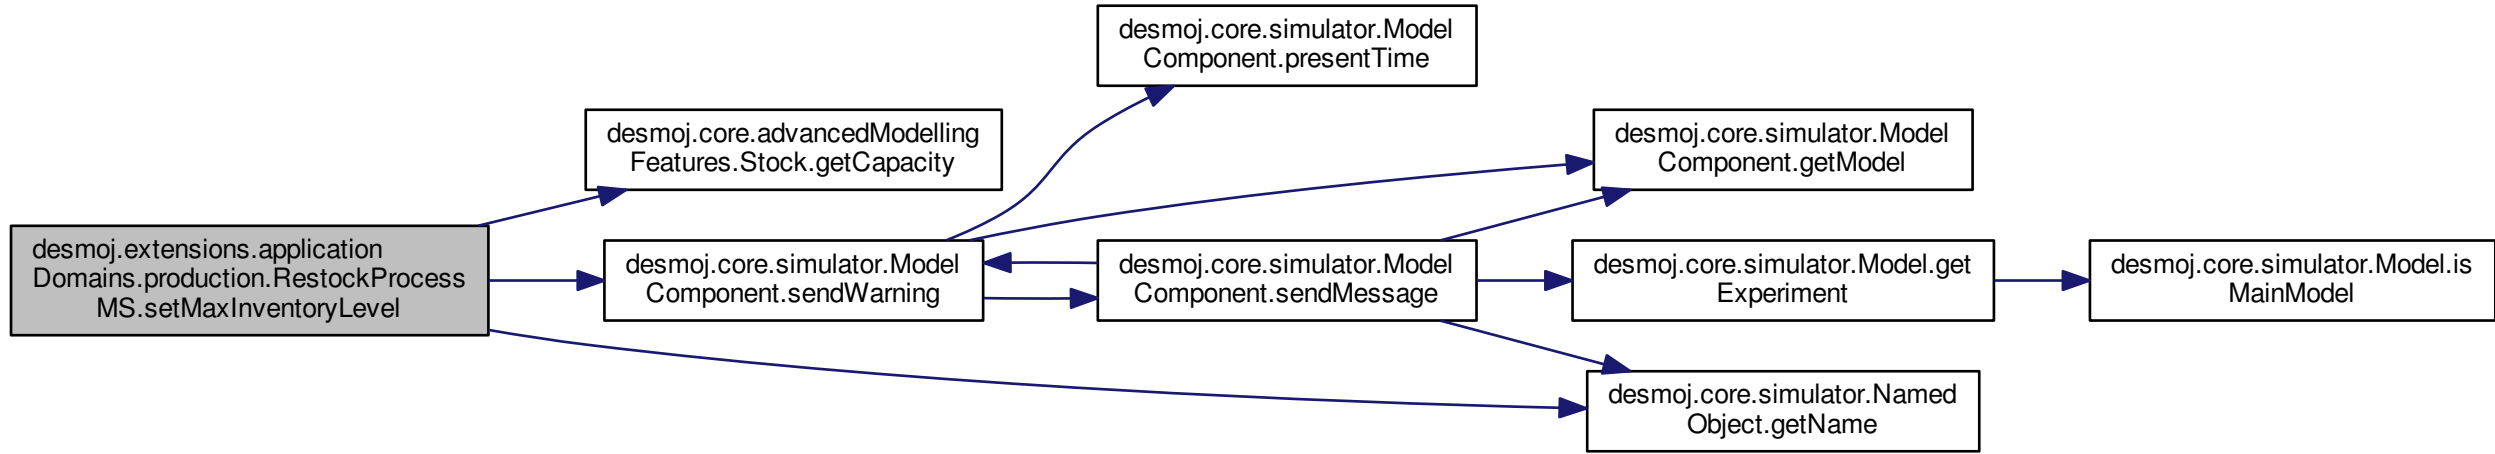 desmoj.extensions.application
Domains.production.RestockProcess
MS.setMaxInventoryLevel
desmoj.core.advancedModelling
Features.Stock.getCapacity
desmoj.core.simulator.Model
Component.sendWarning
desmoj.core.simulator.Model
Component.presentTime
desmoj.core.simulator.Model
Component.sendMessage
desmoj.core.simulator.Model
Component.getModel
desmoj.core.simulator.Model.get
Experiment
desmoj.core.simulator.Named
Object.getName
desmoj.core.simulator.Model.is
MainModel